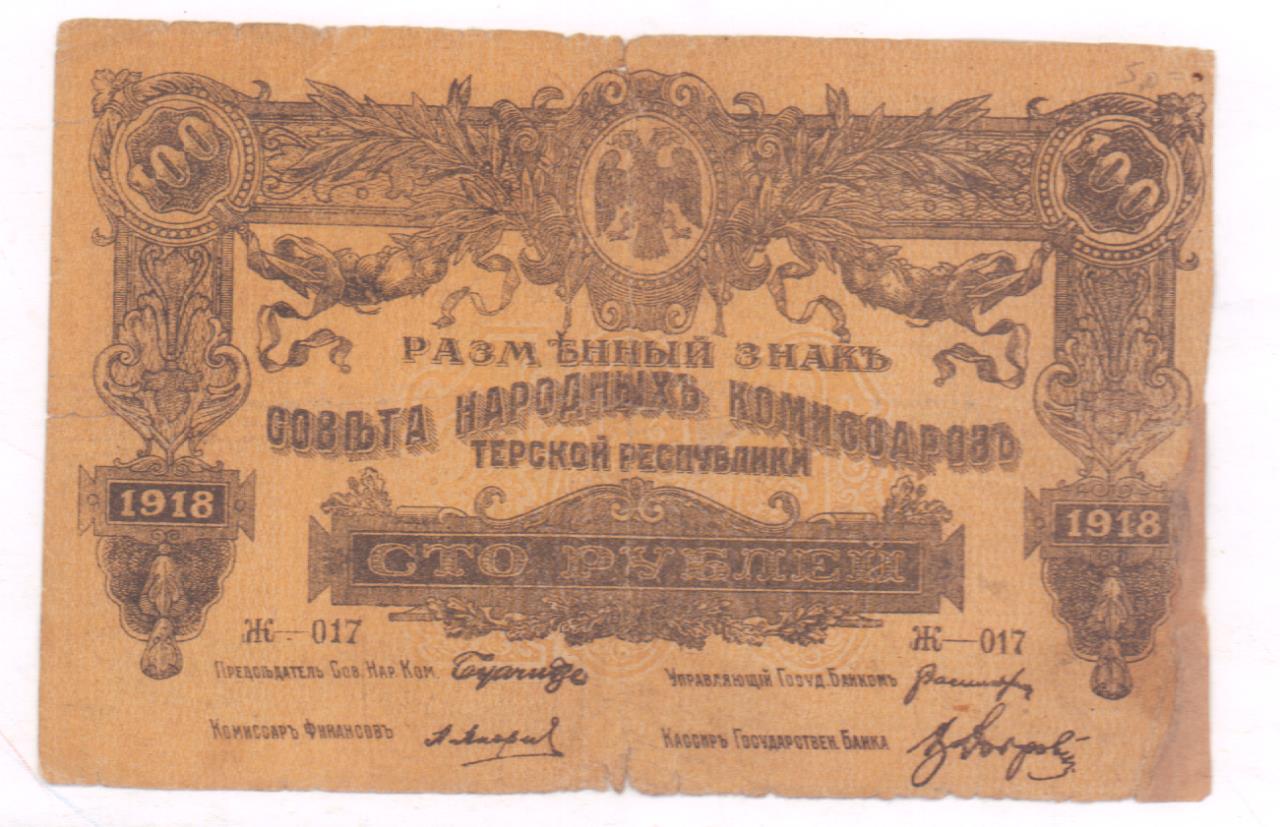 100
100
РАЗМѢННЫЙ ЗНАКЪ
СОВѢТА НАРОДНЫХЪ КОМИССАРОВЪ
ТЕРСКОЙ РЕСПУБЛИКИ
1918
1918
СТО РУБЛЕЙ
Ж—017
Ж—017
ПРЕДСѢДАТЕЛЬ СОВ. НАР. КОМ.
УПРАВЛЯЮЩІЙ ГОСУД. БАНКОМЪ
КОМИССАРЪ ФИНАНСОВЪ
КАССИРЪ ГОСУДАРСТВЕН. БАНКА